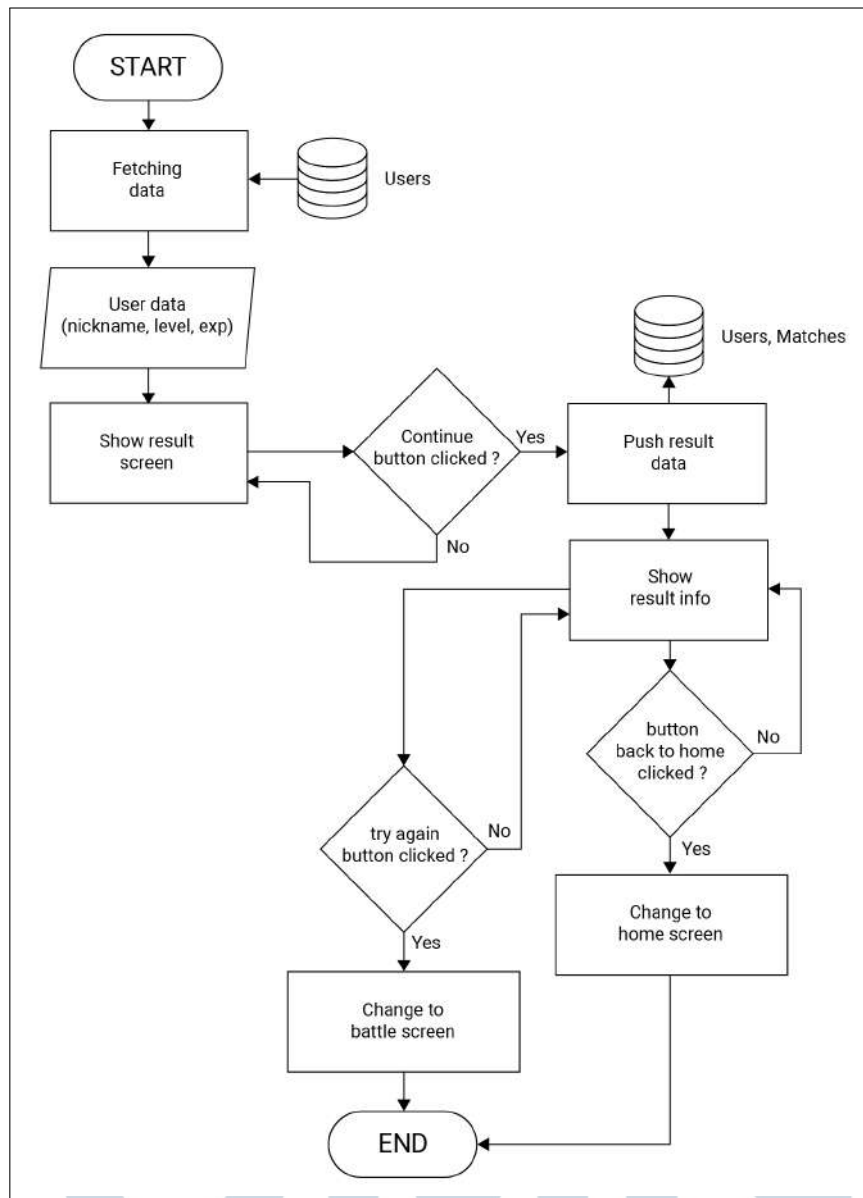 START
Fetching
data
Users
User data
(nickname, level, exp)
Users, Matches
Show result
screen
Continue
button clicked ?
Yes
Push result
data
No
Show
result info
button
back to home
clicked ?
No
try again
button clicked ?
No
Yes
Change to
home screen
Yes
Change to
battle screen
END